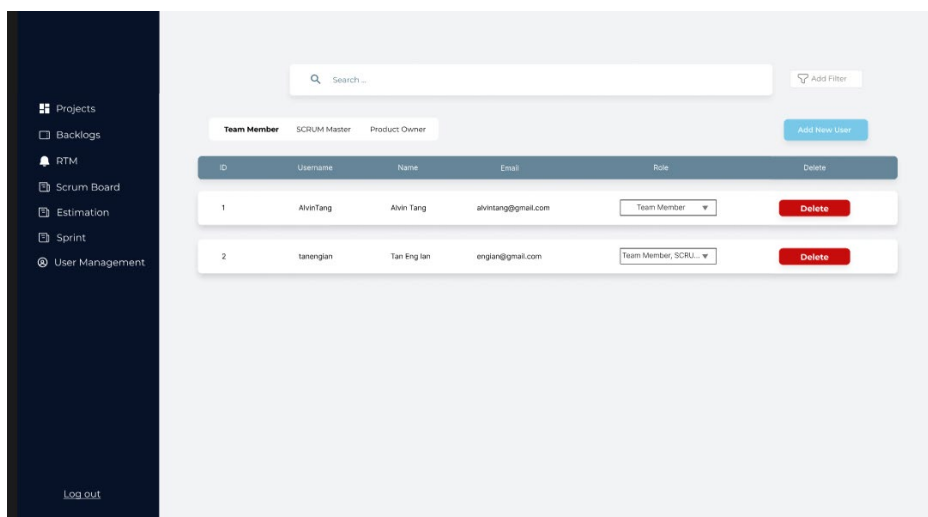 Search ...
Add Filter
Projects
Backlogs
RTM
Scrum Board
Estimation
Sprint
User Management
Log out
Team Member SCRUM Master Product Owner
Add New User
ID Username Name Email Role Delete
1 AlvinTang Alvin Tang alvintang@gmail.com Team Member Delete
2 tanengian Tan Eng Ian engian@gmail.com Team Member, SCRU... Delete